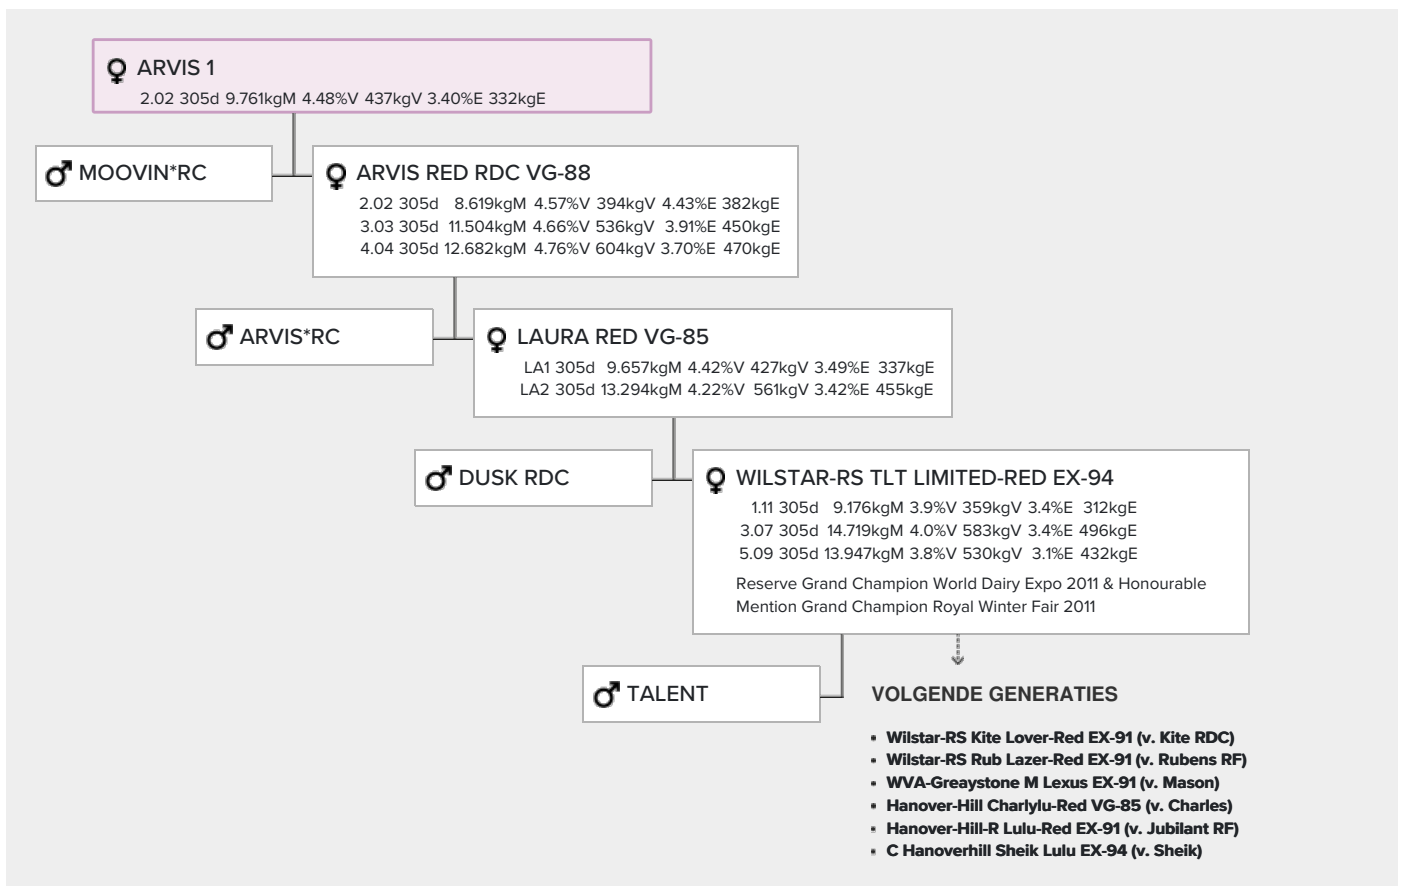 ARVIS 1
2.02 305d 9.761kgM 4.48%V 437kgV 3.40%E 332kgE
MOOVIN*RC
ARVIS RED RDC VG-88
2.02 305d 8.619kgM 4.57%V 394kgV 4.43%E 382kgE
3.03 305d 11.504kgM 4.66%V 536kgV 3.91%E 450kgE
4.04 305d 12.682kgM 4.76%V 604kgV 3.70%E 470kgE
ARVIS*RC
LAURA RED VG-85
LA1 305d 9.657kgM 4.42%V 427kgV 3.49%E 337kgE
LA2 305d 13.294kgM 4.22%V 561kgV 3.42%E 455kgE
DUSK RDC
WILSTAR-RS TLT LIMITED-RED EX-94
1.11 305d 9.176kgM 3.9%V 359kgV 3.4%E 312kgE
3.07 305d 14.719kgM 4.0%V 583kgV 3.4%E 496kgE
5.09 305d 13.947kgM 3.8%V 530kgV 3.1%E 432kgE
Reserve Grand Champion World Dairy Expo 2011 & Honourable
Mention Grand Champion Royal Winter Fair 2011
TALENT
VOLGENDE GENERATIES
Wilstar-RS Kite Lover-Red EX-91 (v. Kite RDC)
Wilstar-RS Rub Lazer-Red EX-91 (v. Rubens RF)
WVA-Greaystone M Lexus EX-91 (v. Mason)
Hanover-Hill Charlylu-Red VG-85 (v. Charles)
Hanover-Hill-R Lulu-Red EX-91 (v. Jubilant RF)
C Hanoverhill Sheik Lulu EX-94 (v. Sheik)